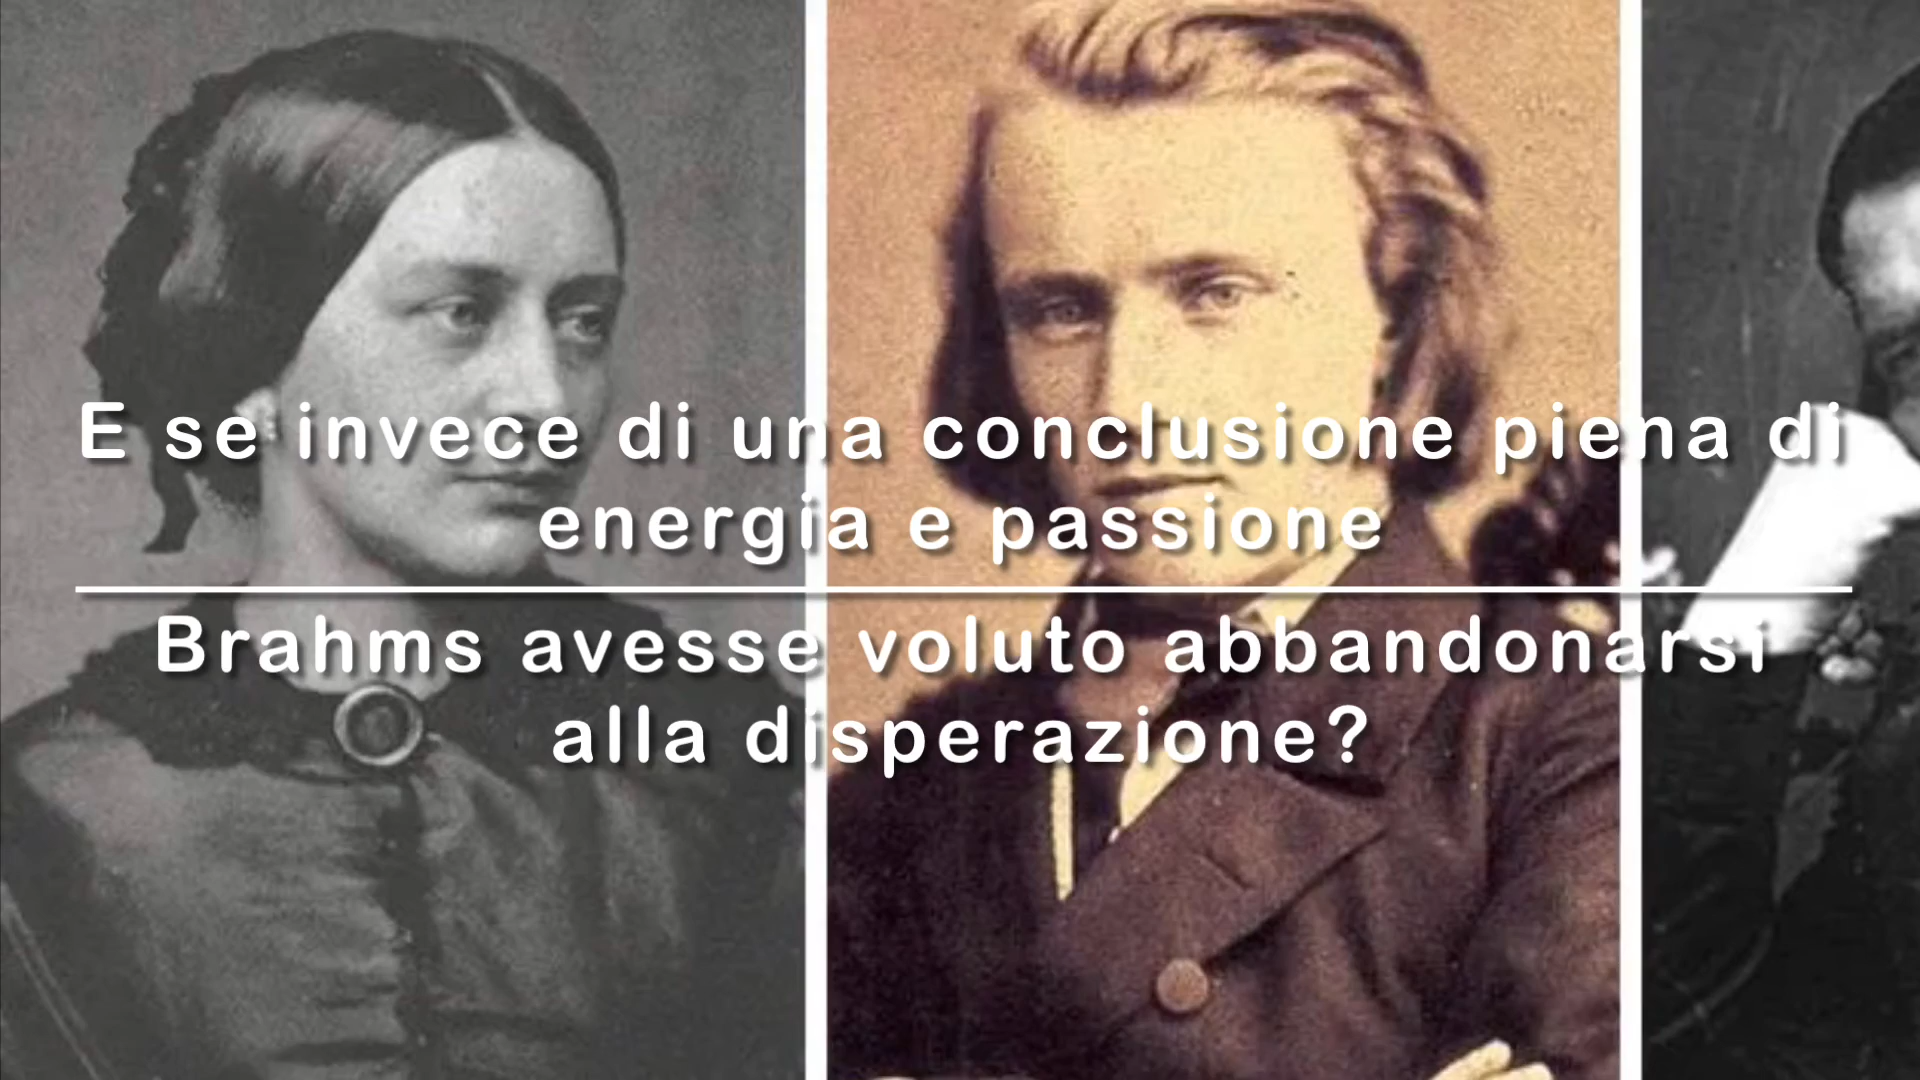 E se invece di una conclusione piena di
energia e passione
Brahms avesse voluto abbandonarsi
alla disperazione?